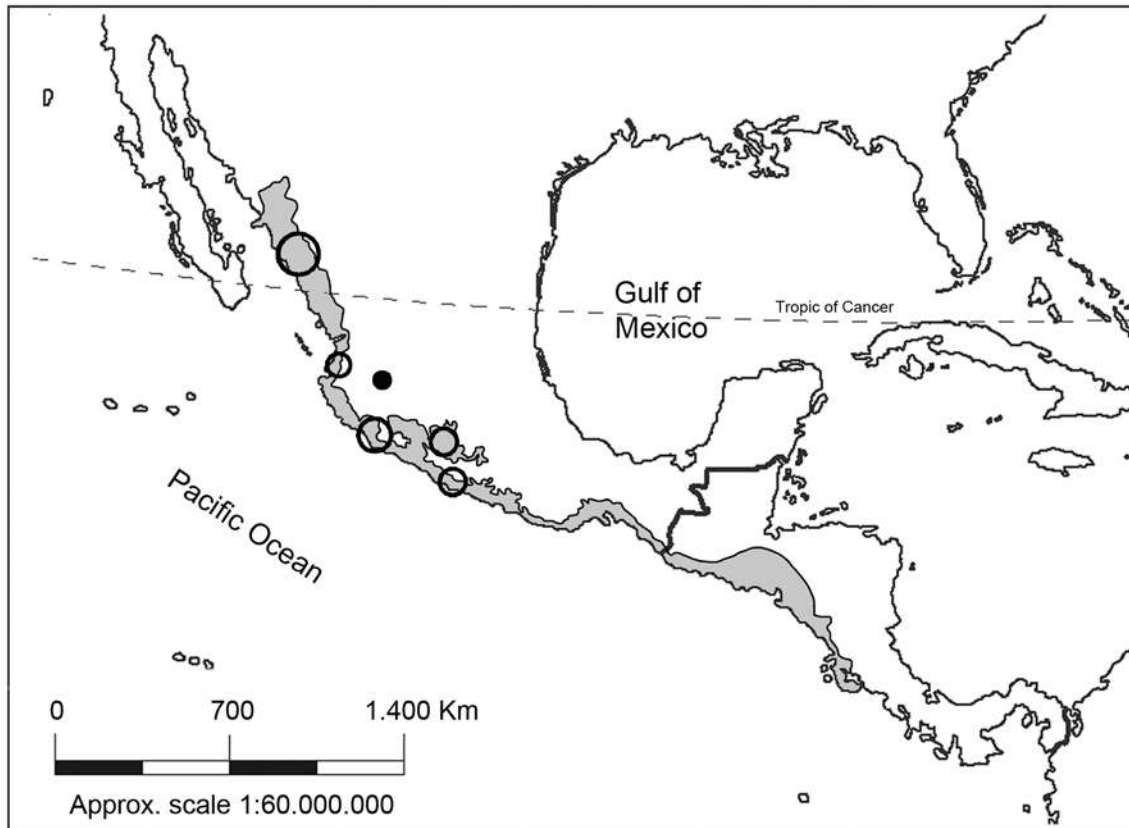 Gulf of
Mexico
Tropic of Cancer
Pacific Ocean
0 700 1.400 Km
Approx. scale 1:60.000.000